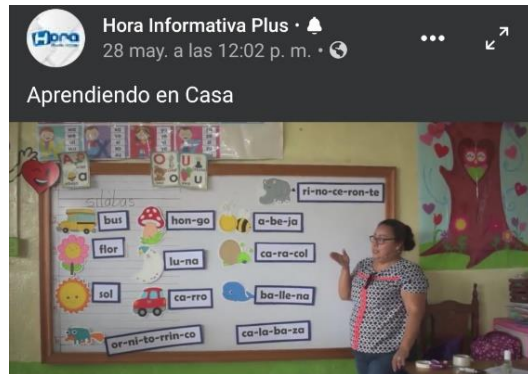 Hora
Hora Informativa Plus
28 may. a las 12:02 p. m.
Aprendiendo en Casa
O
U
a
o
u
sílabas
ri-no-ce-ron-te
bus
hon-go
a-be-ja
flor
lu-na
ca-ra-col
sol
ca-rro
ba-lle-na
or-ni-to-rrin-co
ca-la-ba-za